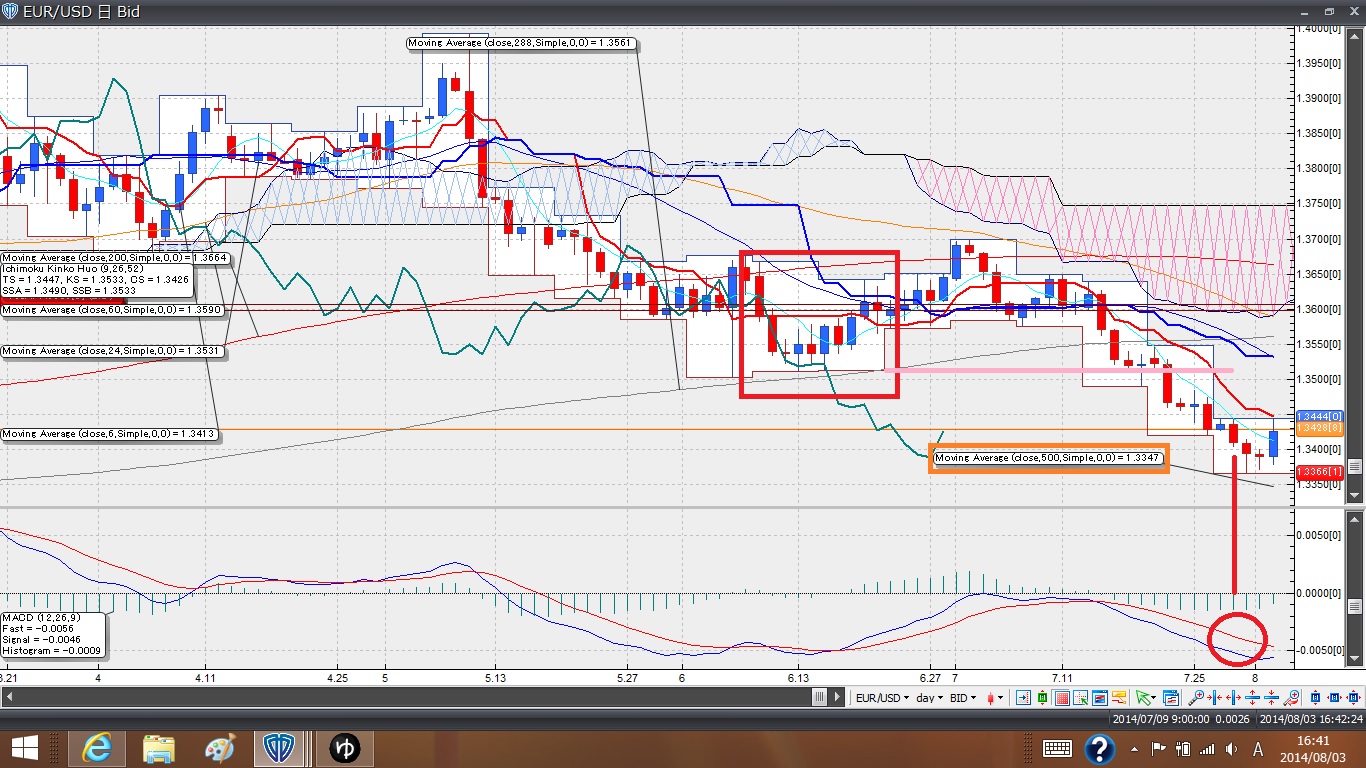 EUR/USD 日 Bid
Moving Average (close,288,Simple,0,0) = 1.3561
1.4000[0]
1.3950[0]
1.3900[0]
1.3850[0]
1.3800[0]
1.3750[0]
1.3700[0]
1.3650[0]
1.3600[0]
1.3550[0]
1.3500[0]
1.3444[0]
1.3428[8]
1.3400[0]
1.3366[1]
1.3350[0]
Moving Average (close,200,Simple,0,0) = 1.3664
Ichimoku Kinko Huo (9,26,52)
TS = 1.3447, KS = 1.3533, CS = 1.3426
SSA = 1.3490, SSB = 1.3533
Moving Average (close,60,Simple,0,0) = 1.3590
Moving Average (close,24,Simple,0,0) = 1.3531
Moving Average (close,6,Simple,0,0) = 1.3413
Moving Average (close,500,Simple,0,0) = 1.3347
0.0050[0]
0.0000[0]
-0.0050[0]
MACD (12,26,9)
Fast = -0.0056
Signal = -0.0046
Histogram = -0.0009
3.21 4 4.11 4.25 5 5.13 5.27 6 6.13 6.27 7 7.11 7.25 8
EUR/USD day BID
2014/07/09 9:00:00 0.0026 2014/08/03 16:42:24
ゆ
A
16:41
2014/08/03